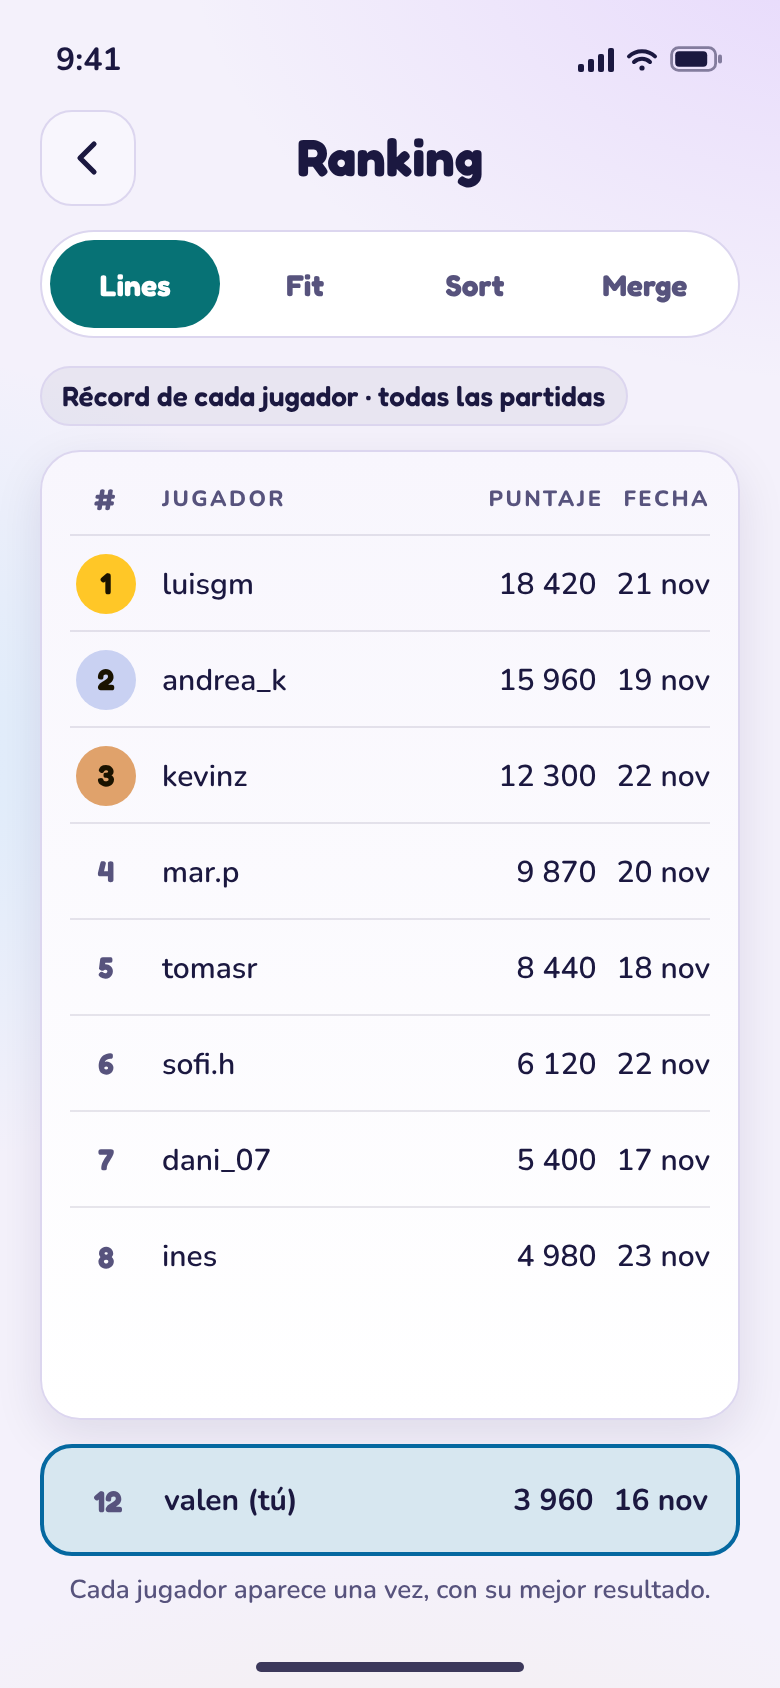 9:41
Ranking
Lines Fit Sort Merge
Récord de cada jugador · todas las partidas
# JUGADOR PUNTAJE FECHA
1 luisgm 18 420 21 nov
2 andrea_k 15 960 19 nov
3 kevinz 12 300 22 nov
4 mar.p 9 870 20 nov
5 tomasr 8 440 18 nov
6 sofi.h 6 120 22 nov
7 dani_07 5 400 17 nov
8 ines 4 980 23 nov
12 valen (tú) 3 960 16 nov
Cada jugador aparece una vez, con su mejor resultado.